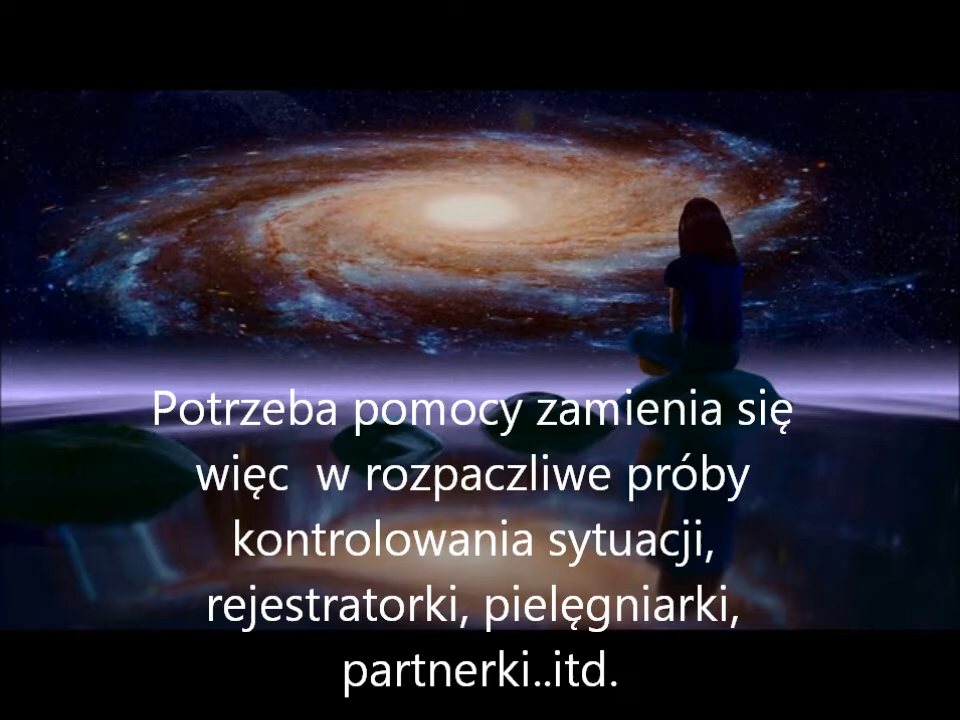 Potrzeba pomocy zamienia się
więc  w rozpaczliwe próby
kontrolowania sytuacji,
rejestratorki, pielęgniarki,
partnerki..itd.